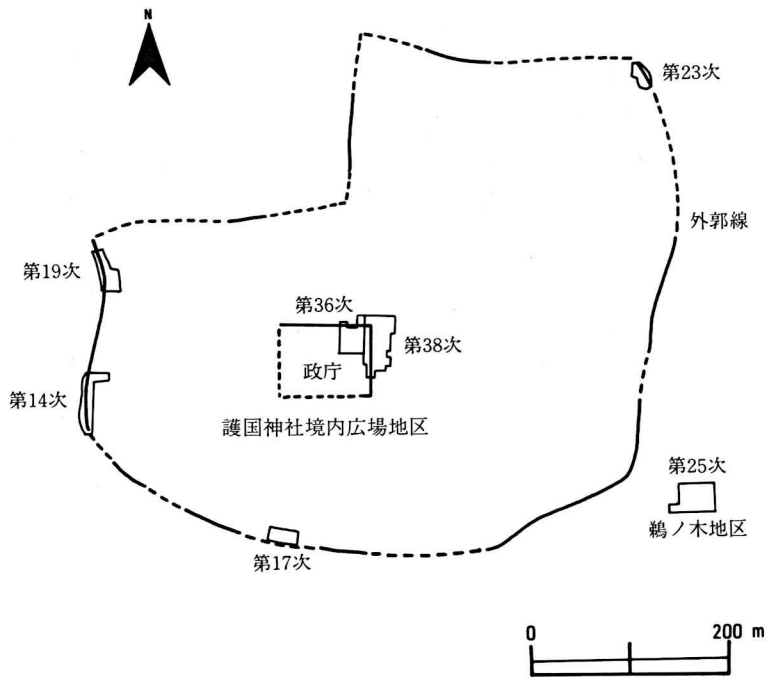 N
第23次
外郭線
第19次
第36次
第38次
政庁
第14次
護国神社境内広場地区
第25次
鵜ノ木地区
第17次
0 200 m